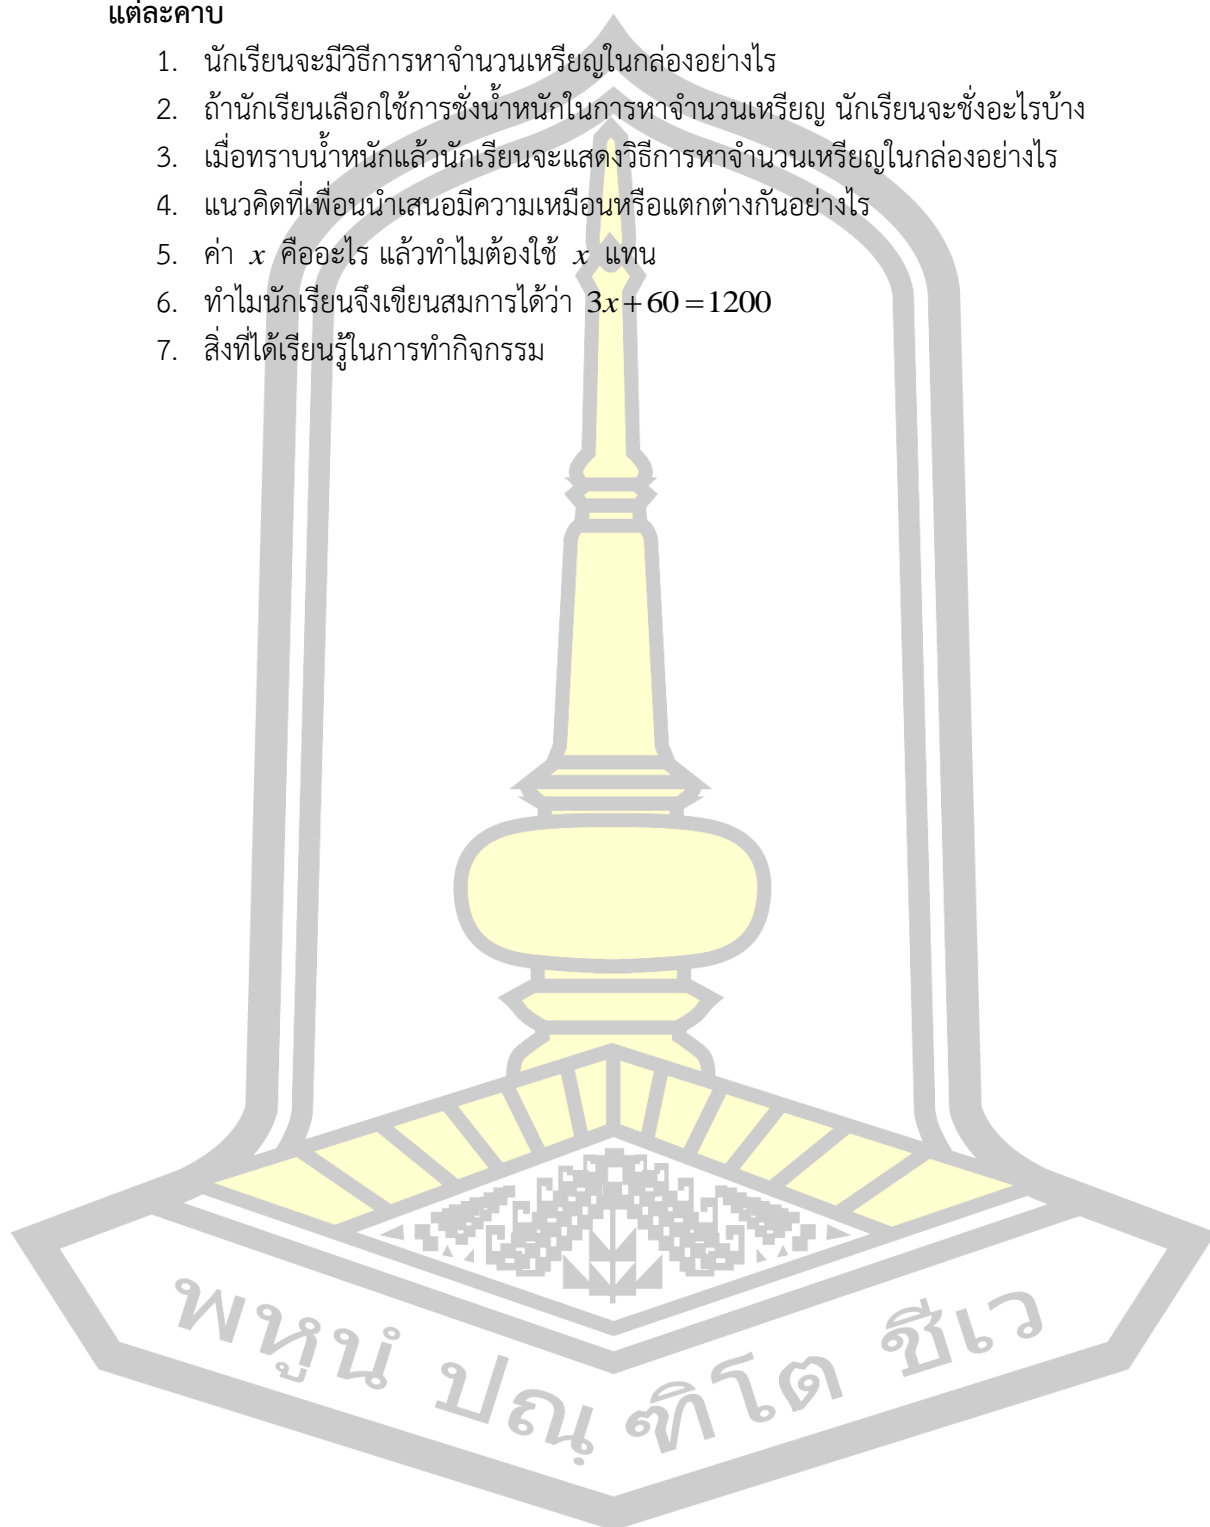 แต่ละคาบ
1. นักเรียนจะมีวิธีการหาจำนวนเหรียญในกล่องอย่างไร
2. ถ้านักเรียนเลือกใช้การชั่งน้ำหนักในการหาจำนวนเหรียญ นักเรียนจะชั่งอะไรบ้าง
3. เมื่อทราบน้ำหนักแล้วนักเรียนจะแสดงวิธีการหาจำนวนเหรียญในกล่องอย่างไร
4. แนวคิดที่เพื่อนนำเสนอมีความเหมือนหรือแตกต่างกันอย่างไร
5. ค่า x คืออะไร แล้วทำไมต้องใช้ x แทน
6. ทำไมนักเรียนจึงเขียนสมการได้ว่า 3x+60=1200
7. สิ่งที่ได้เรียนรู้ในการทำกิจกรรม
พหูนํ ปณฺฑิโต ชีเว